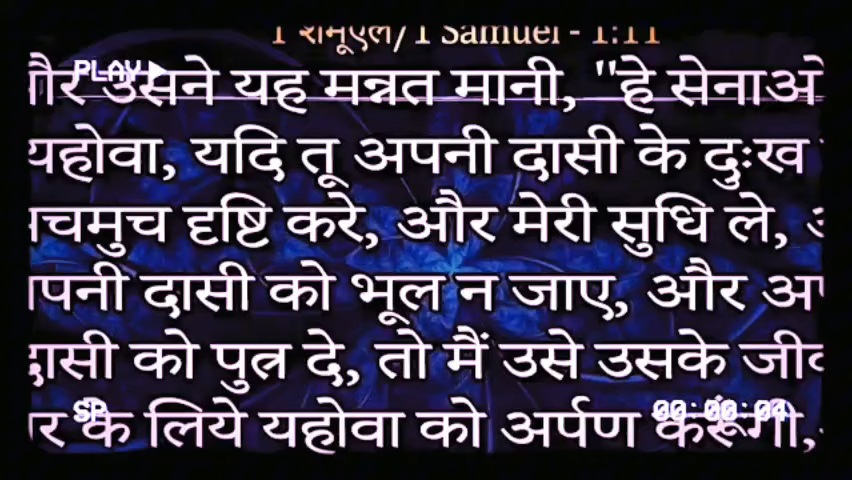 1 शमूएल/1 Samuel - 1:11
PLAY
और उसने यह मन्नत मानी, "हे सेनाओ
यहोवा, यदि तू अपनी दासी के दुःख
सचमुच दृष्टि करे, और मेरी सुधि ले,
अपनी दासी को भूल न जाए, और अप
दासी को पुत्र दे, तो मैं उसे उसके जीव
SP
00:00:04
के लिये यहोवा को अर्पण करूंगी,